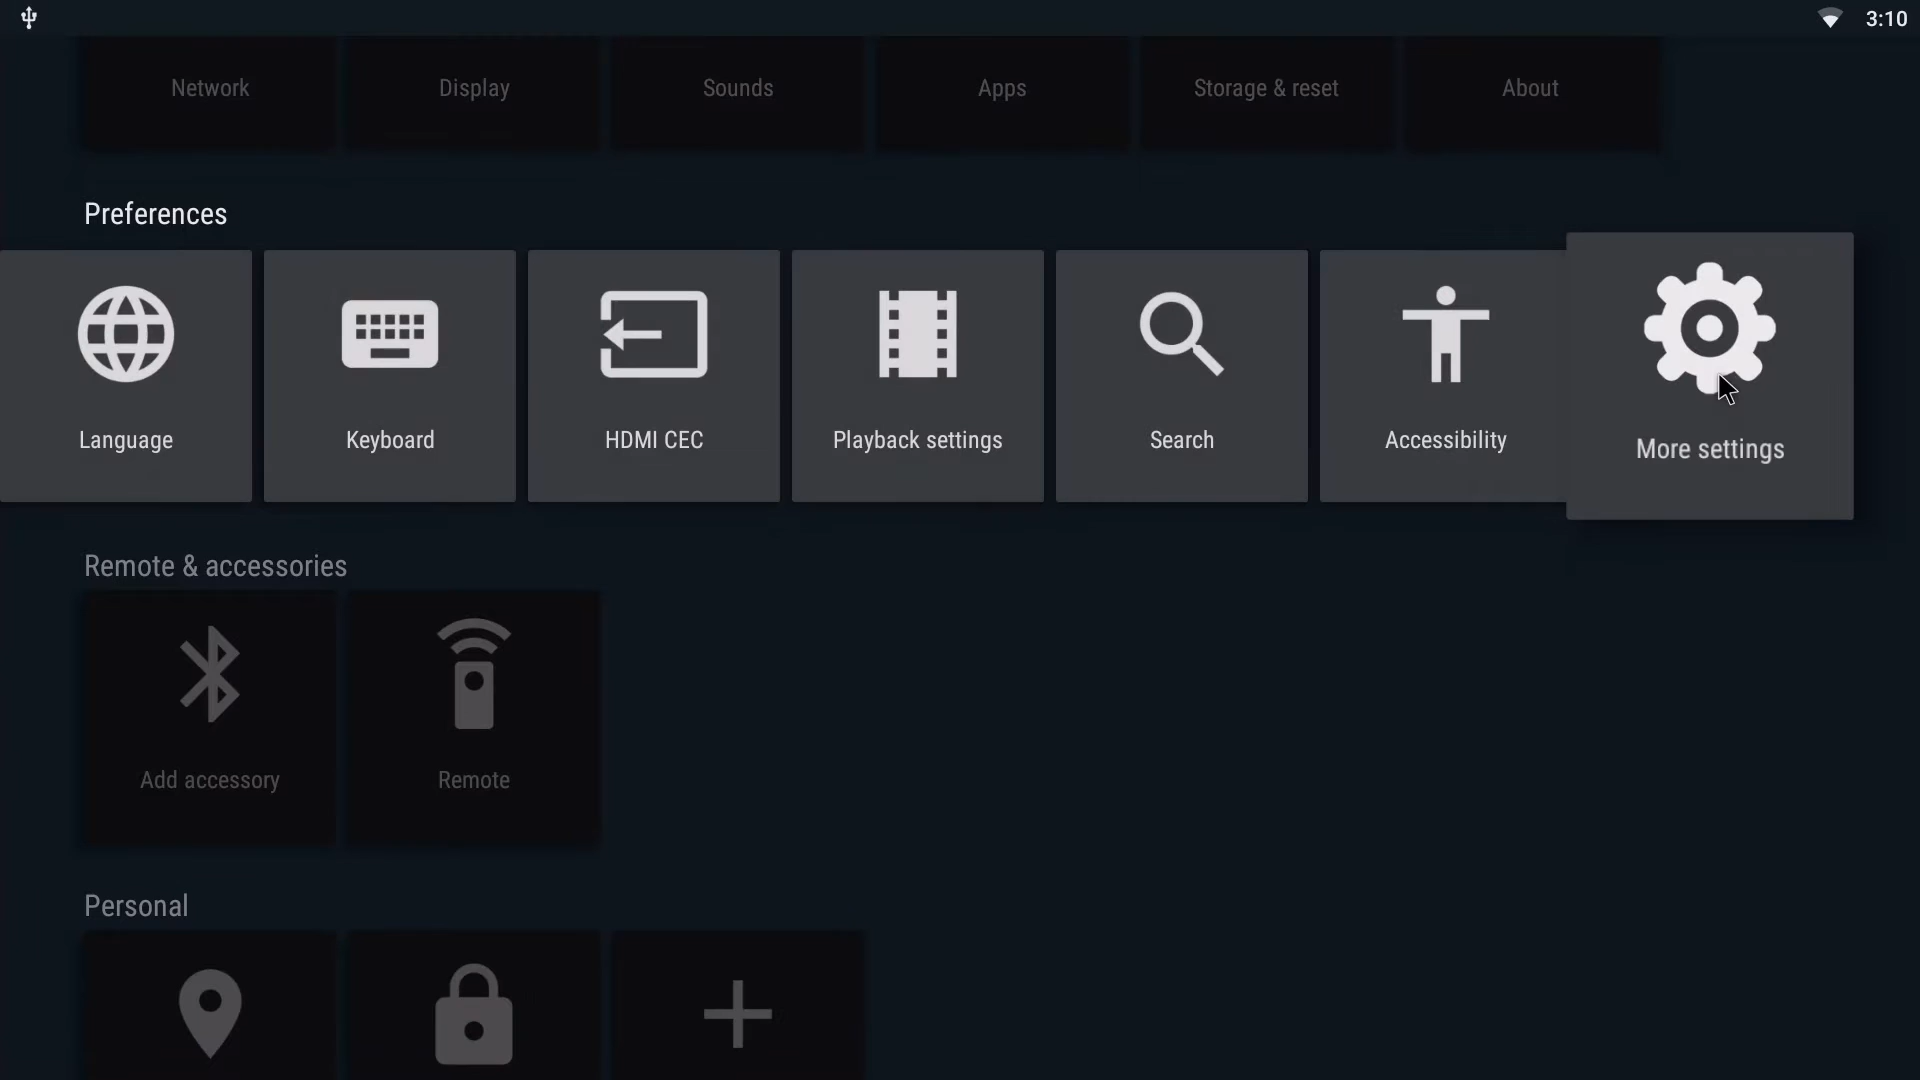 3:10
Network
Display
Sounds
Apps
Storage & reset
About
Preferences
Language
Keyboard
HDMI CEC
Playback settings
Search
Accessibility
More settings
Remote & accessories
Add accessory
Remote
Personal